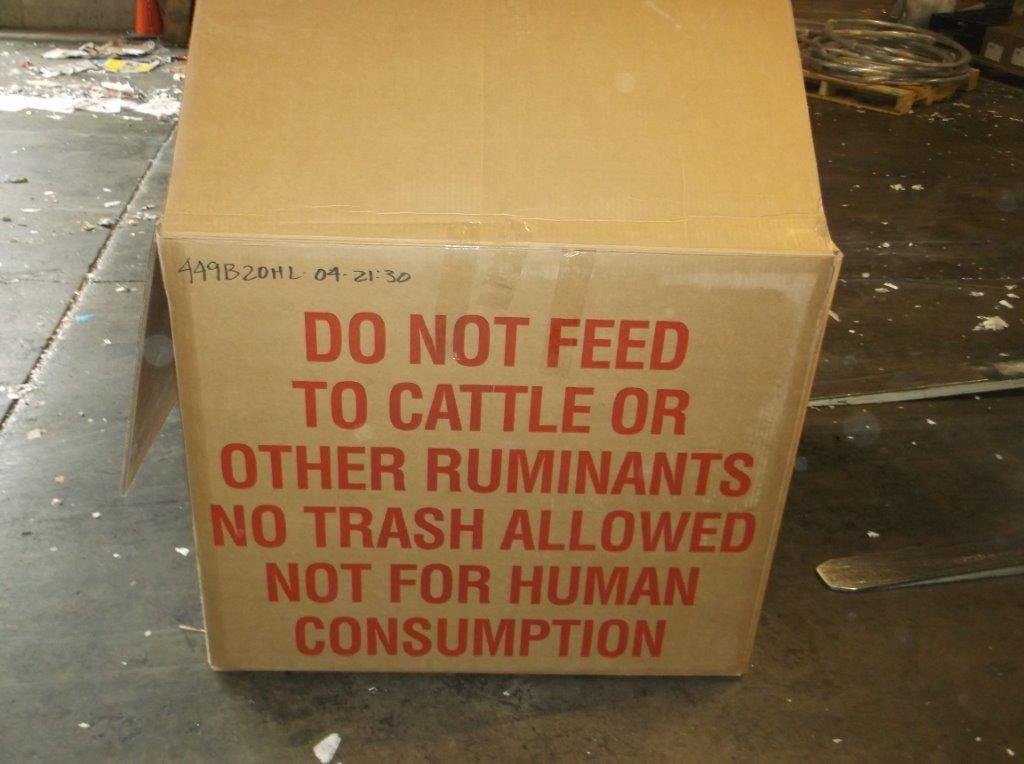 449B20HL 04-21:30
DO NOT FEED
TO CATTLE OR
OTHER RUMINANTS
NO TRASH ALLOWED
NOT FOR HUMAN
CONSUMPTION